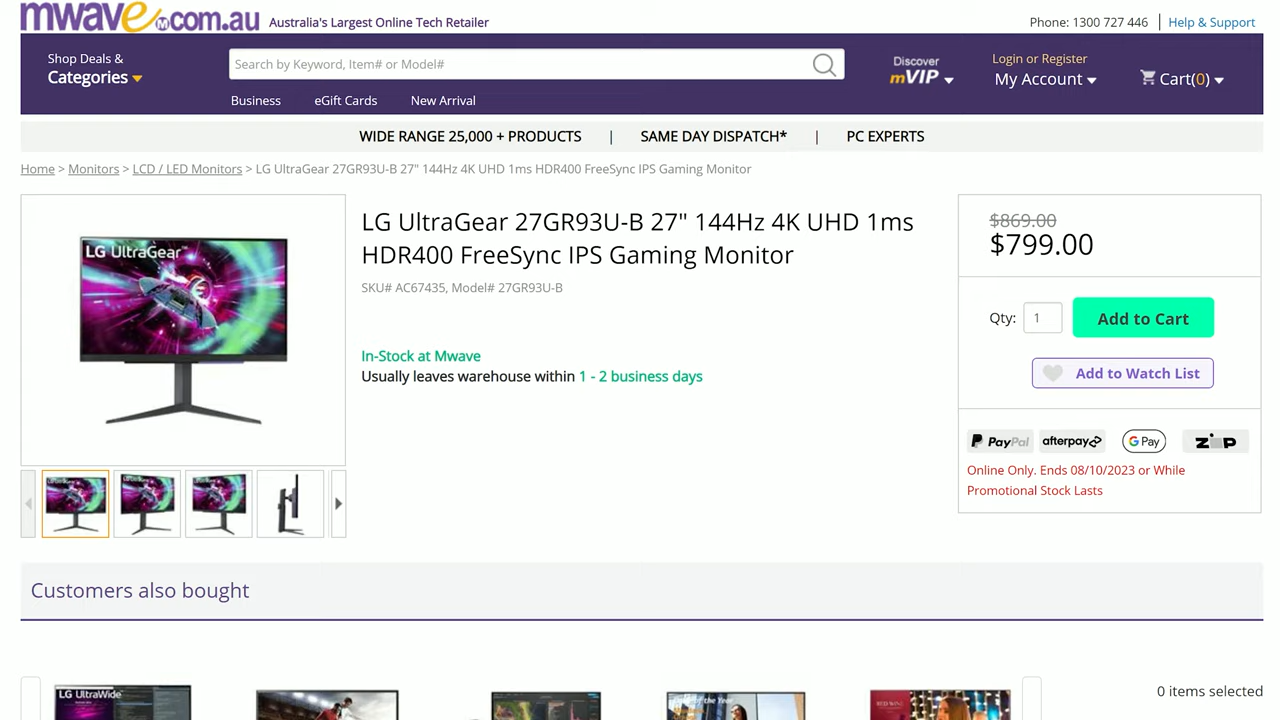 mwave.com.au
Australia's Largest Online Tech Retailer
Phone: 1300 727 446 | Help & Support
Shop Deals &
Categories
Search by Keyword, Item# or Model#
Business
eGift Cards
New Arrival
Discover
mVIP
Login or Register
My Account
Cart(0)
WIDE RANGE 25,000 + PRODUCTS | SAME DAY DISPATCH* | PC EXPERTS
Home > Monitors > LCD / LED Monitors > LG UltraGear 27GR93U-B 27" 144Hz 4K UHD 1ms HDR400 FreeSync IPS Gaming Monitor
LG UltraGear
LG UltraGear 27GR93U-B 27" 144Hz 4K UHD 1ms
HDR400 FreeSync IPS Gaming Monitor
SKU# AC67435, Model# 27GR93U-B
In-Stock at Mwave
Usually leaves warehouse within 1 - 2 business days
$869.00
$799.00
Qty: 1
Add to Cart
Add to Watch List
PayPal
afterpay
G Pay
zip
Online Only. Ends 08/10/2023 or While
Promotional Stock Lasts
Customers also bought
LG UltraWide
0 items selected